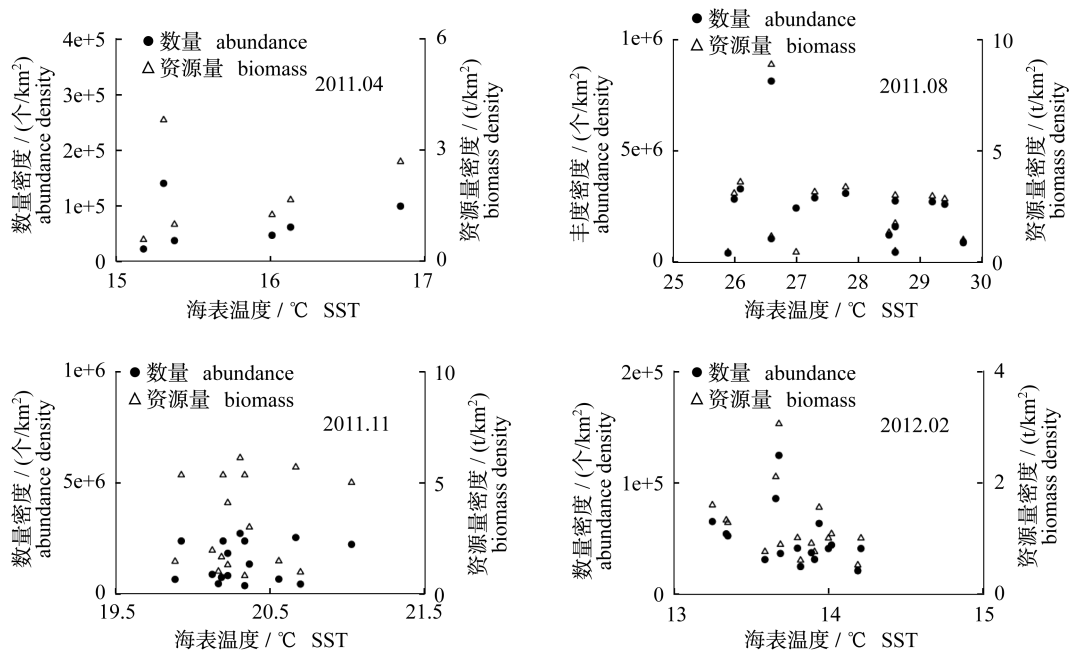 ● 数量 abundance
△ 资源量 biomass
2011.04
4e+5
3e+5
2e+5
1e+5
0
6
3
0
15
16
17
数量密度 / (个/km²)
abundance density
资源量密度 / (t/km²)
biomass density
海表温度 / ℃ SST
● 数量 abundance
△ 资源量 biomass
2011.08
1e+6
5e+6
0
10
5
0
25
26
27
28
29
30
丰度密度 / (个/km²)
abundance density
资源量密度 / (t/km²)
biomass density
海表温度 / ℃ SST
● 数量 abundance
△ 资源量 biomass
2011.11
1e+6
5e+6
0
10
5
0
19.5
20.5
21.5
数量密度 / (个/km²)
abundance density
资源量密度 / (t/km²)
biomass density
海表温度 / ℃ SST
● 数量 abundance
△ 资源量 biomass
2012.02
2e+5
1e+5
0
4
2
0
13
14
15
数量密度 / (个/km²)
abundance density
资源量密度 / (t/km²)
biomass density
海表温度 / ℃ SST